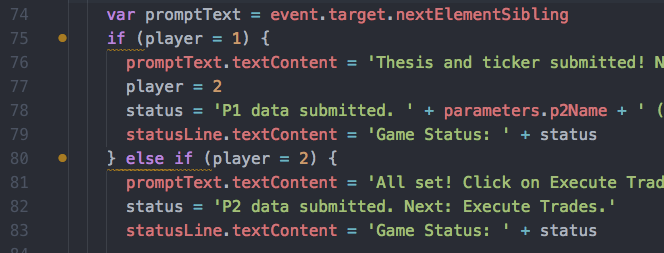 74 var promptText = event.target.nextElementSibling
75 if (player = 1) {
76 promptText.textContent = 'Thesis and ticker submitted! N
77 player = 2
78 status = 'P1 data submitted. ' + parameters.p2Name + ' (
79 statusLine.textContent = 'Game Status: ' + status
80 } else if (player = 2) {
81 promptText.textContent = 'All set! Click on Execute Trad
82 status = 'P2 data submitted. Next: Execute Trades.'
83 statusLine.textContent = 'Game Status: ' + status
84